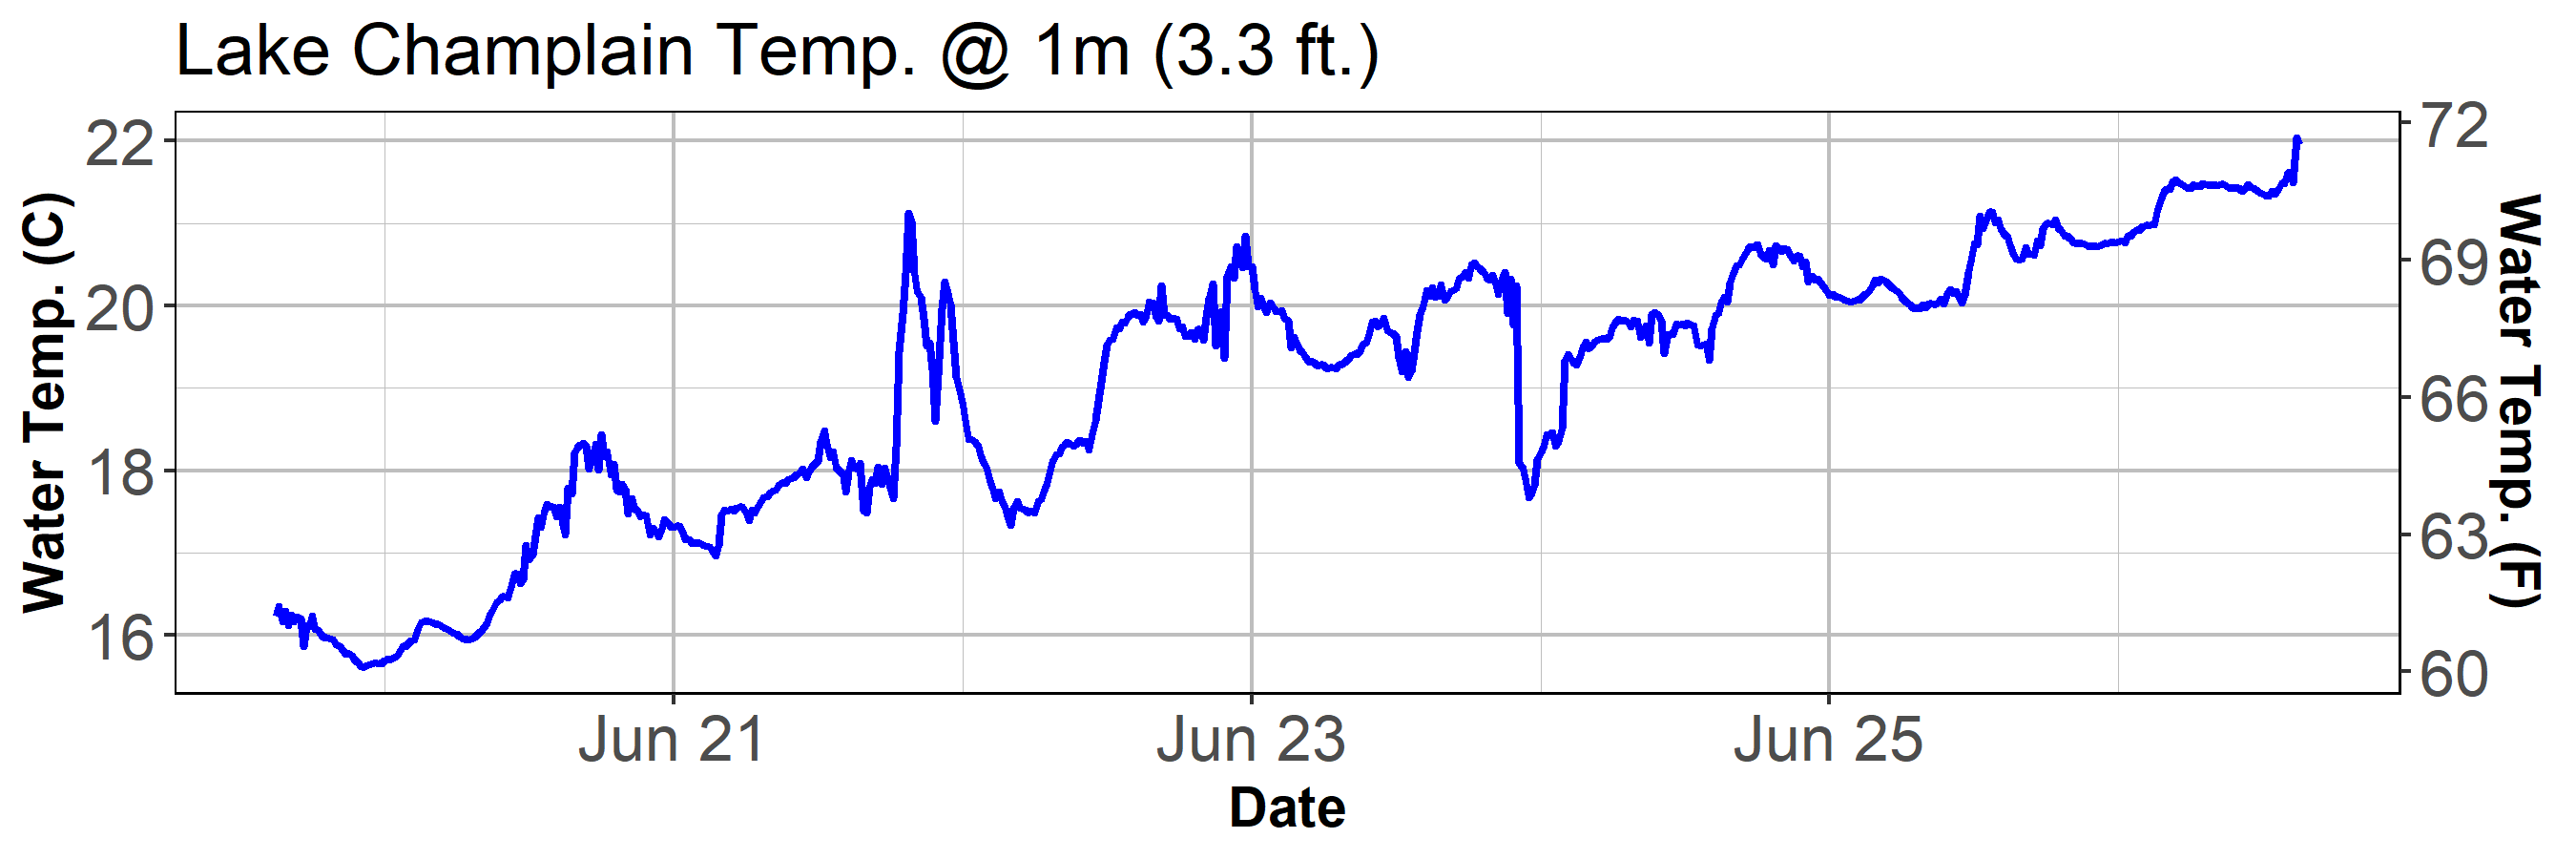 Lake Champlain Temp. @ 1m (3.3 ft.)
Water Temp. (C)
22
20
18
16
72
69
66
63
60
Water Temp. (F)
Jun 21
Jun 23
Jun 25
Date